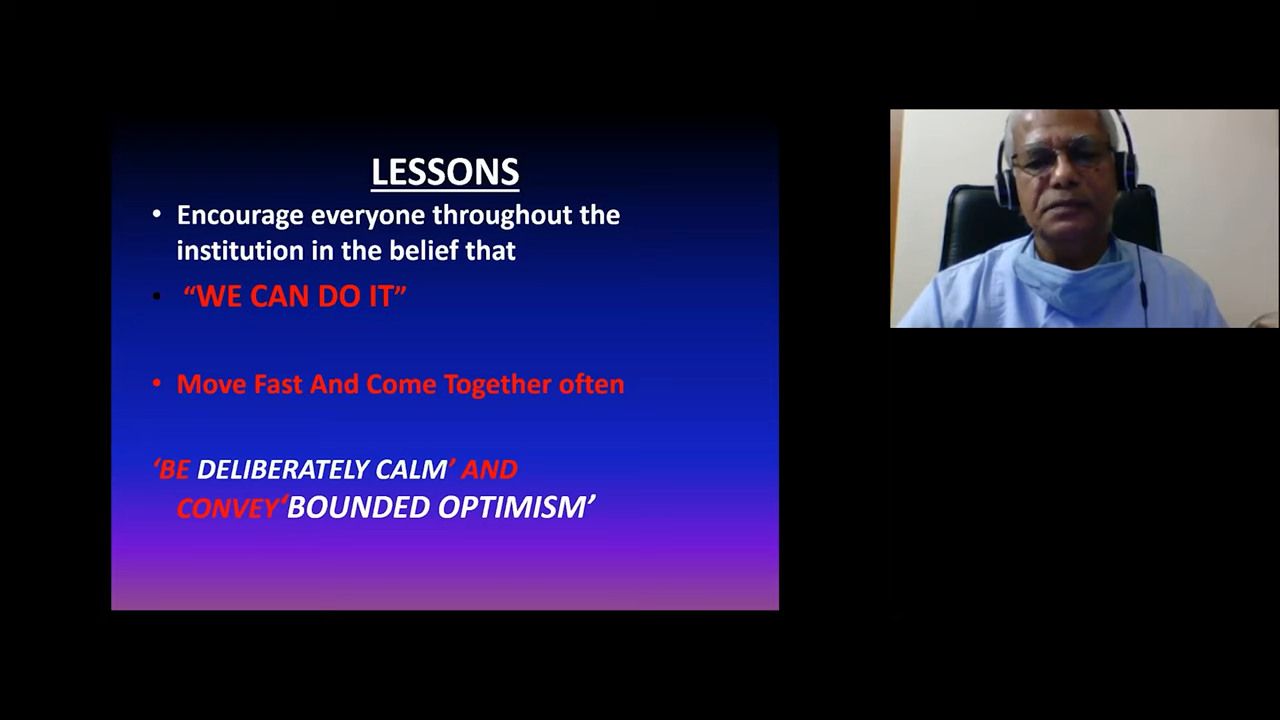 LESSONS
• Encourage everyone throughout the
institution in the belief that
• “WE CAN DO IT”
• Move Fast And Come Together often
‘BE DELIBERATELY CALM’ AND
CONVEY‘BOUNDED OPTIMISM’